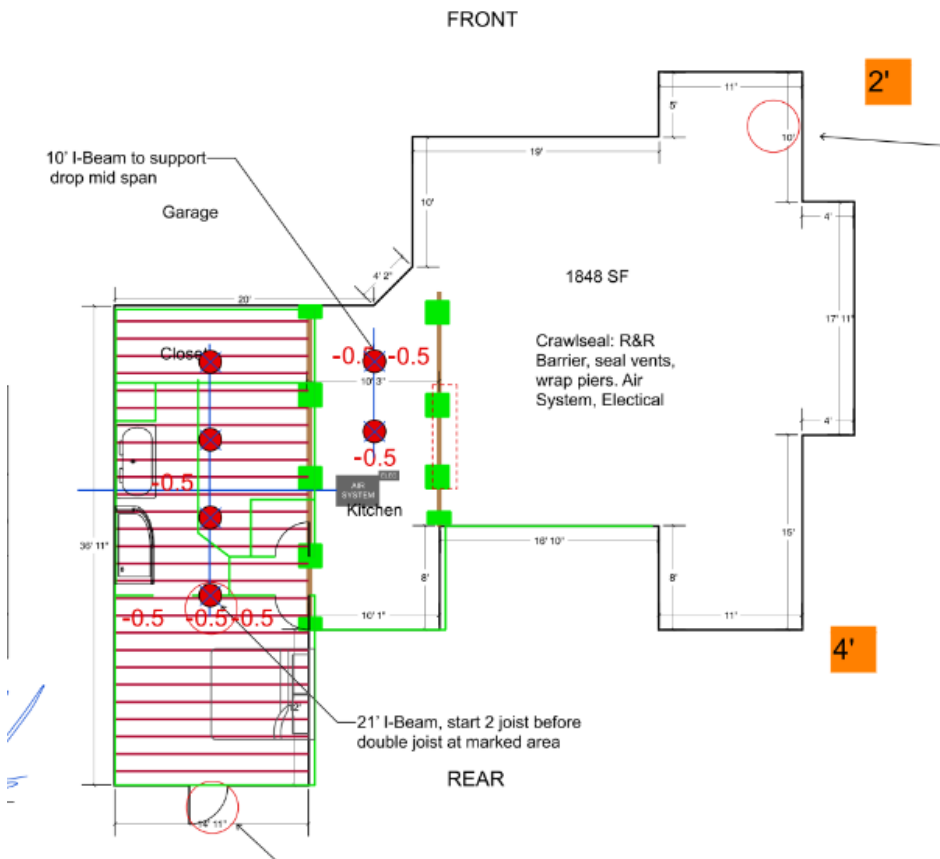 FRONT
2'
11"
5'
10'
19'
10' I-Beam to support
drop mid span
Garage
10'
4'
4' 2"
1848 SF
20'
17' 11"
Closet
-0.5
-0.5
Crawlseal: R&R
Barrier, seal vents,
wrap piers. Air
System, Electical
10' 3"
4'
-0.5
-0.5
AIR
SYSTEM
Kitchen
36' 11"
16' 10"
15'
8'
8'
-0.5
-0.5
-0.5
16' 1"
11'
4'
2'
21' I-Beam, start 2 joist before
double joist at marked area
REAR
14' 11"